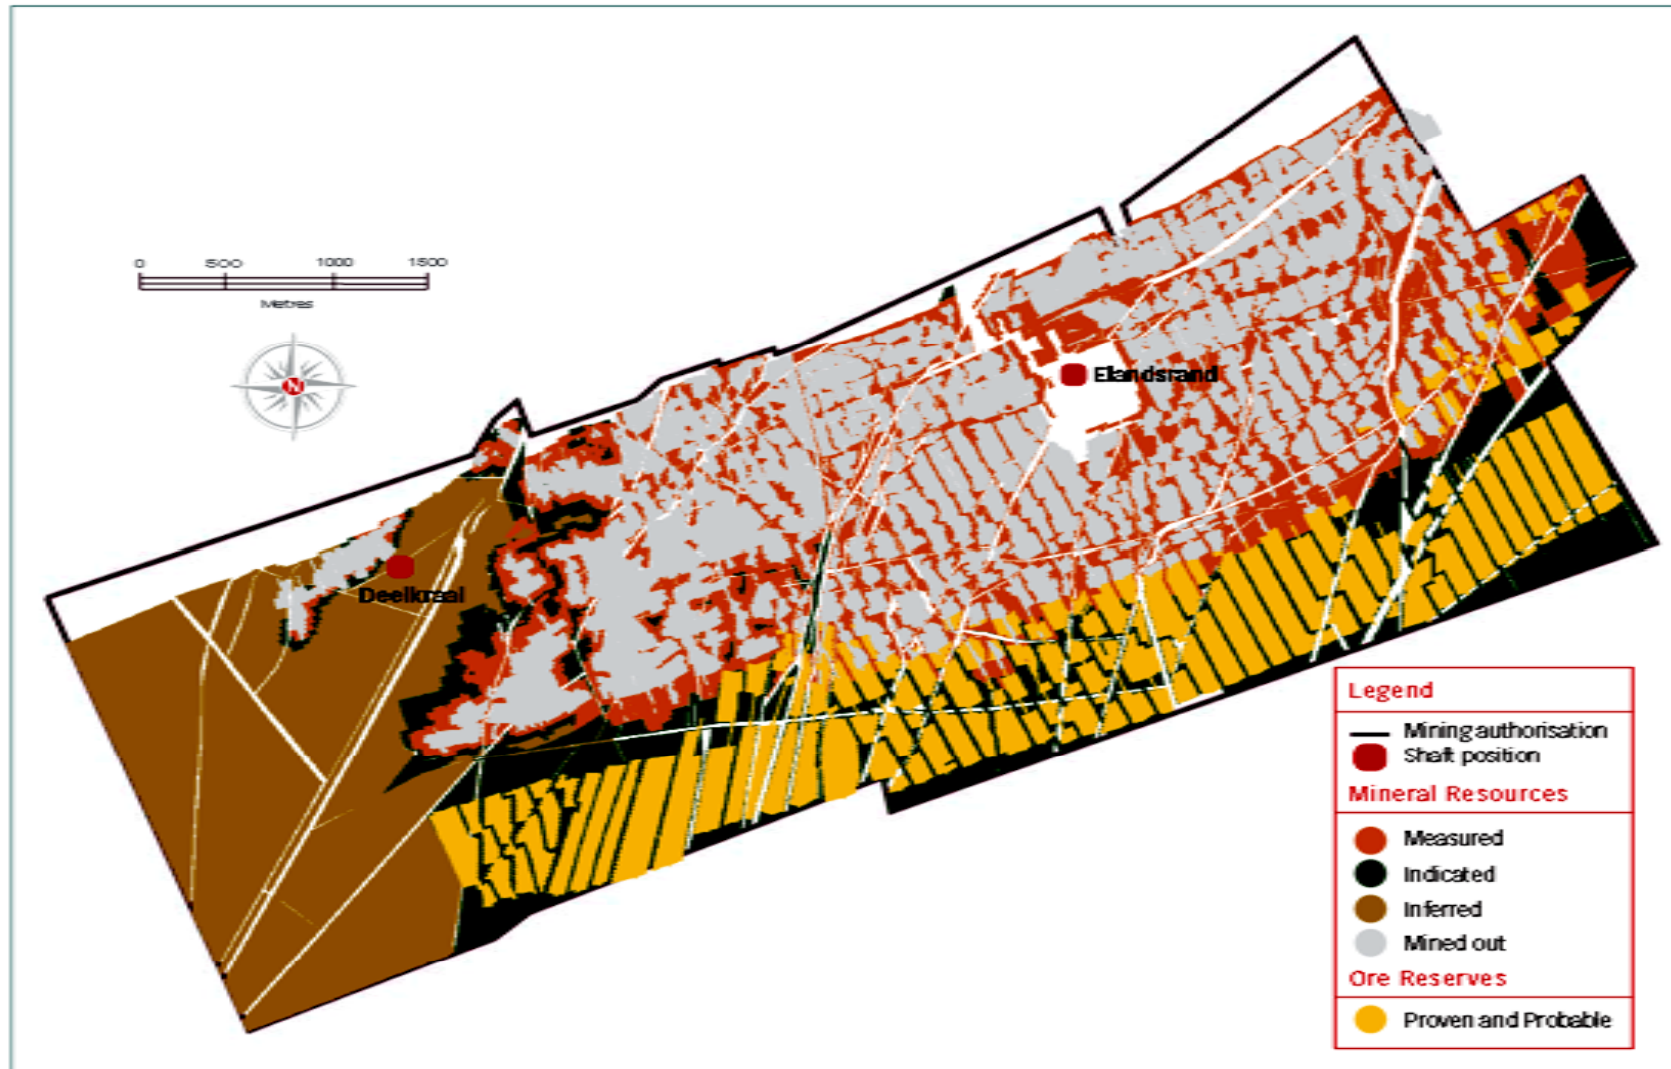 0 500 1000 1500
Metres
N
Elandsrand
Deelkraal
Legend
Mining authorisation
Shaft position
Mineral Resources
Measured
Indicated
Inferred
Mined out
Ore Reserves
Proven and Probable